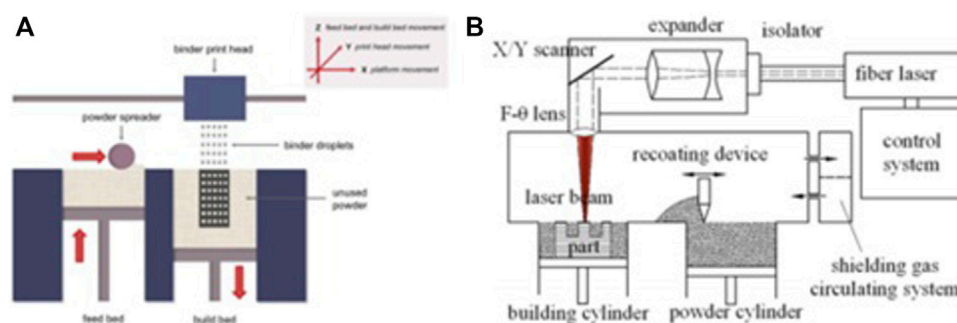 A
binder print head
Z feed bed and build bed movement
Y print head movement
X platform movement
powder spreader
binder droplets
unused
powder
feed bed
build bed
B
expander
isolator
X/Y scanner
fiber laser
F-θ lens
control
system
recoating device
laser beam
part
shielding gas
circulating system
building cylinder
powder cylinder